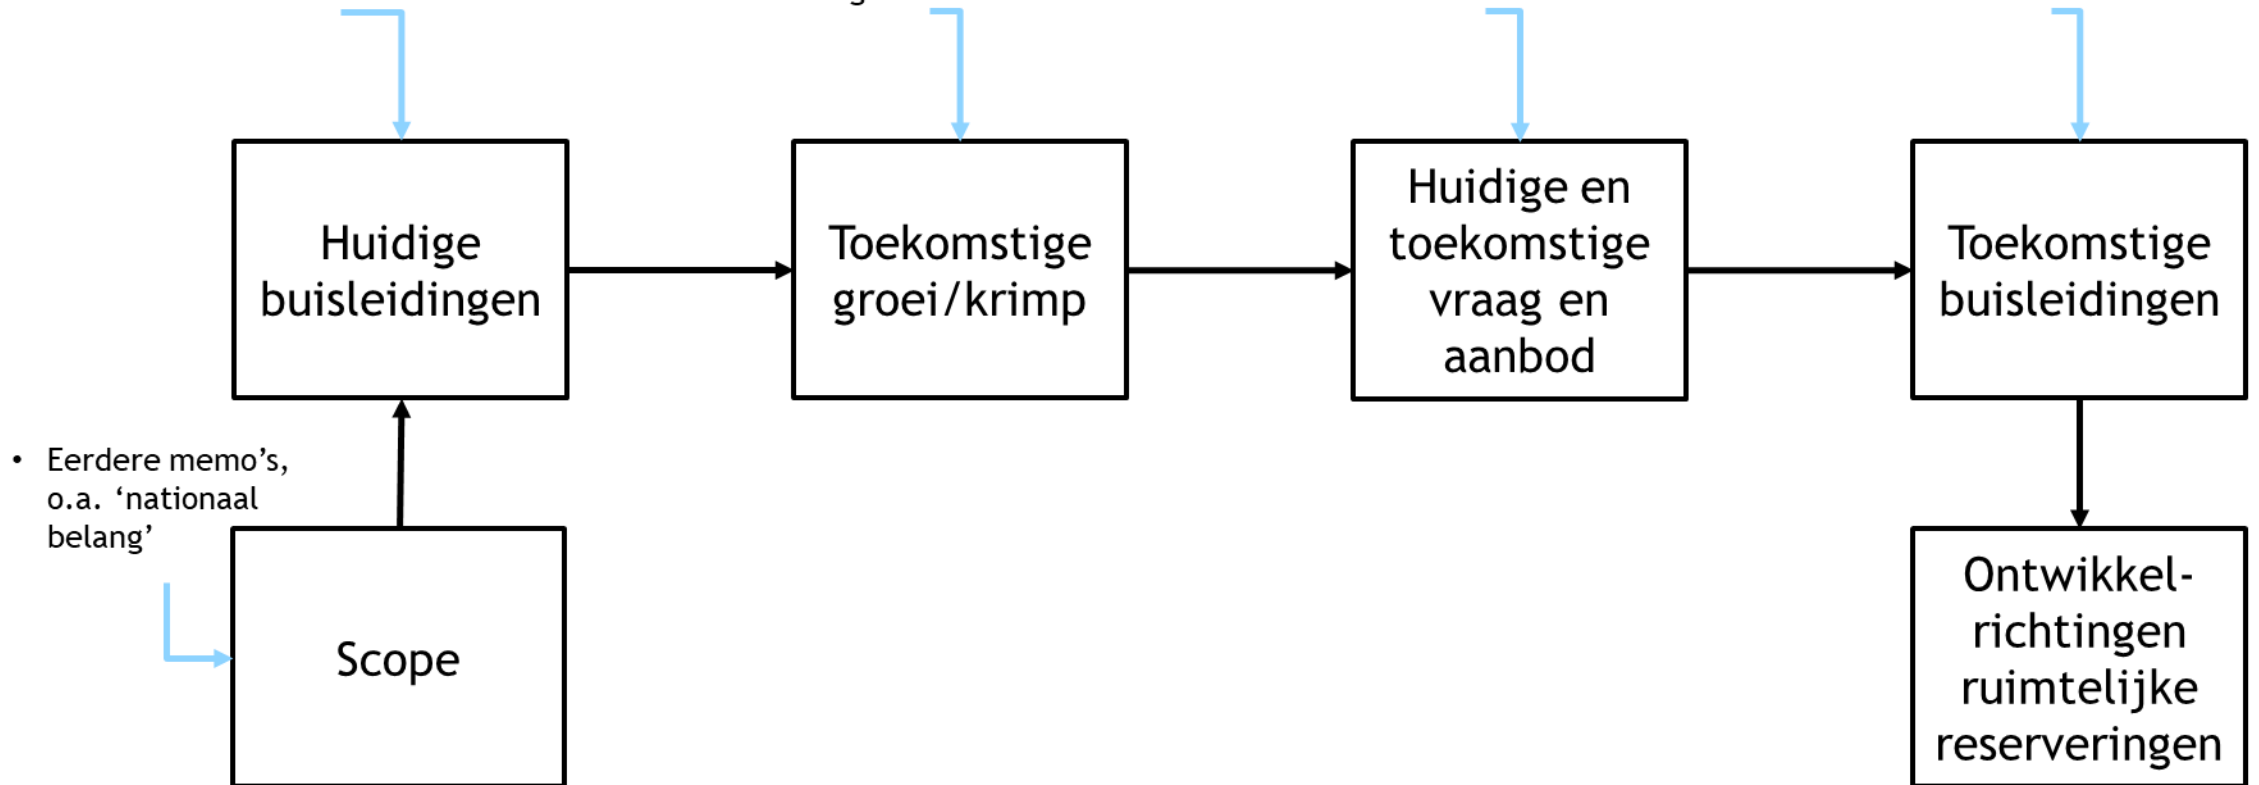 Huidige
buisleidingen
Toekomstige
groei/krimp
Huidige en
toekomstige
vraag en
aanbod
Toekomstige
buisleidingen
• Eerdere memo’s,
o.a. ‘nationaal
belang’
Scope
Ontwikkel-
richtingen
ruimtelijke
reserveringen